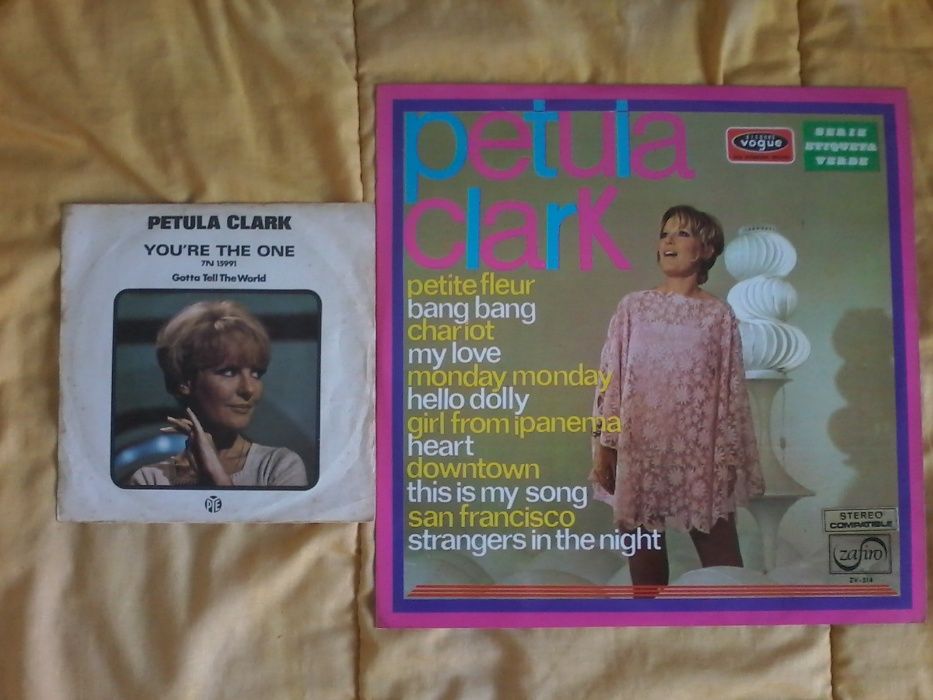 PETULA CLARK
YOU'RE THE ONE
7N 15991
Gotta Tell The World
PYE
petula
clark
DISQUES
vogue
SERIE
ETIQUETA
VERDE
petite fleur
bang bang
chariot
my love
monday monday
hello dolly
girl from ipanema
heart
downtown
this is my song
san francisco
strangers in the night
STEREO
COMPATIBLE
zafiro
ZV-514